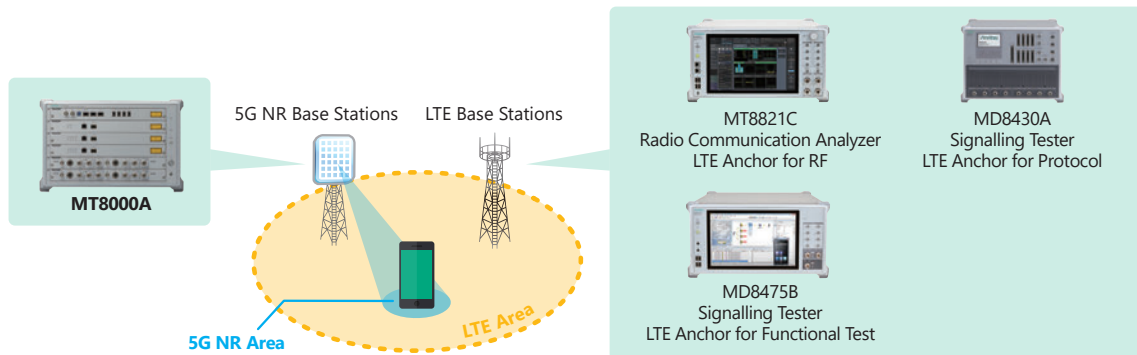 MT8000A
5G NR Base Stations
LTE Base Stations
5G NR Area
LTE Area
MT8821C
Radio Communication Analyzer
LTE Anchor for RF
MD8430A
Signalling Tester
LTE Anchor for Protocol
MD8475B
Signalling Tester
LTE Anchor for Functional Test